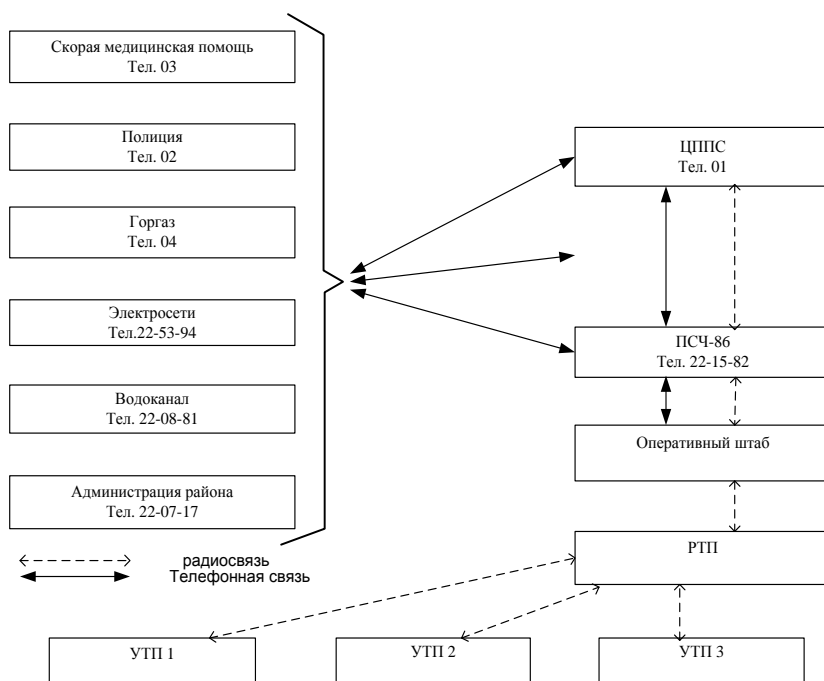 Скорая медицинская помощь
Тел. 03
Полиция
Тел. 02
Горгаз
Тел. 04
Электросети
Тел.22-53-94
Водоканал
Тел. 22-08-81
Администрация района
Тел. 22-07-17
радиосвязь
Телефонная связь
ЦППС
Тел. 01
ПСЧ-86
Тел. 22-15-82
Оперативный штаб
РТП
УТП 1
УТП 2
УТП 3